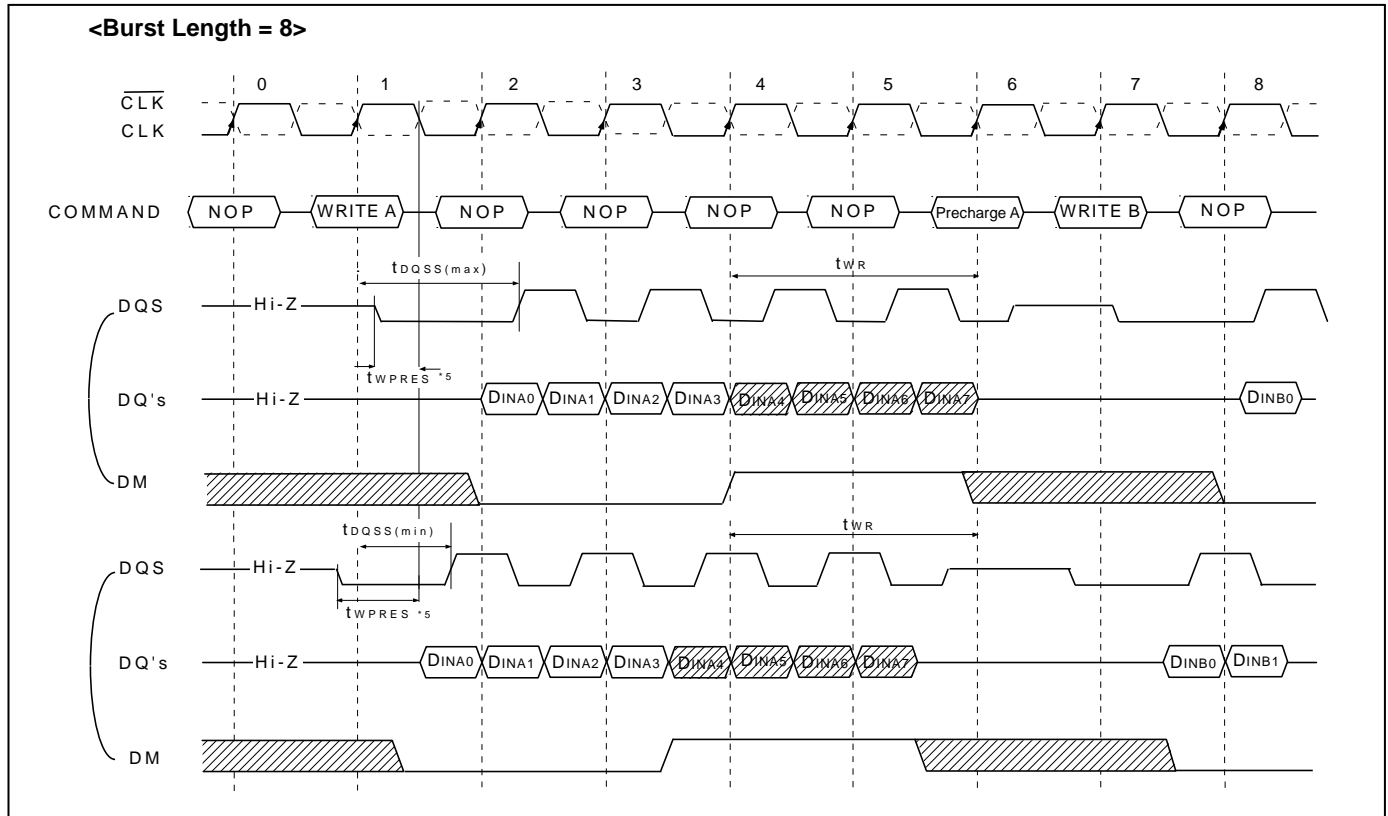 <Burst Length = 8>
0 1 2 3 4 5 6 7 8
CLK
CLK
COMMAND NOP WRITE A NOP NOP NOP NOP Precharge A WRITE B NOP
tDQSS(max) tWR
DQS Hi-Z
tWPRES *5
DQ's Hi-Z DINA0 DINA1 DINA2 DINA3 DINA4 DINA5 DINA6 DINA7 DINB0
DM
tDQSS(min) tWR
DQS Hi-Z
tWPRES *5
DQ's Hi-Z DINA0 DINA1 DINA2 DINA3 DINA4 DINA5 DINA6 DINA7 DINB0 DINB1
DM